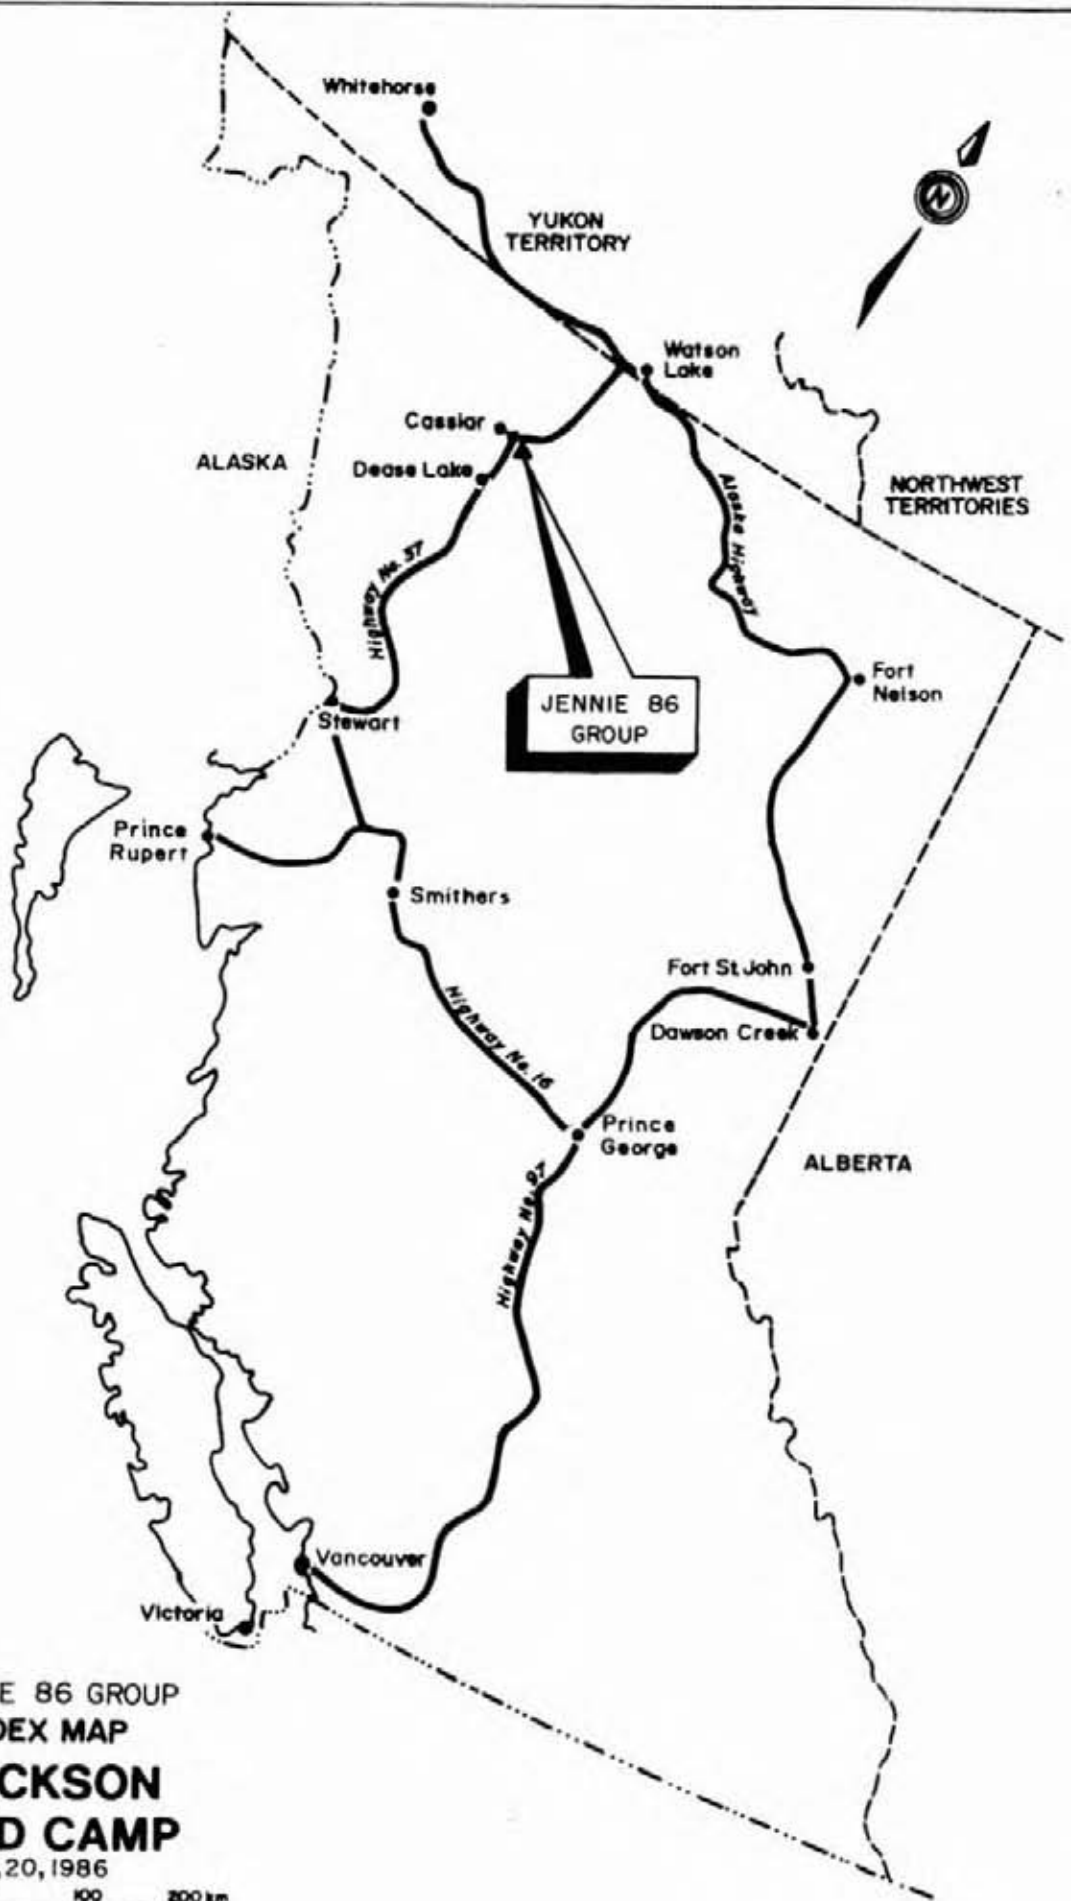 Whitehorse
N
YUKON
TERRITORY
Watson
Lake
Cassiar
ALASKA
Dease Lake
NORTHWEST
TERRITORIES
Alaska Highway
Highway No. 37
Fort
Nelson
JENNIE 86
GROUP
Stewart
Prince
Rupert
Smithers
Fort St. John
Highway No. 16
Dawson Creek
Prince
George
ALBERTA
Highway No. 97
Vancouver
Victoria
E 86 GROUP
DEX MAP
CKSON
D CAMP
,20,1986
100 200 km